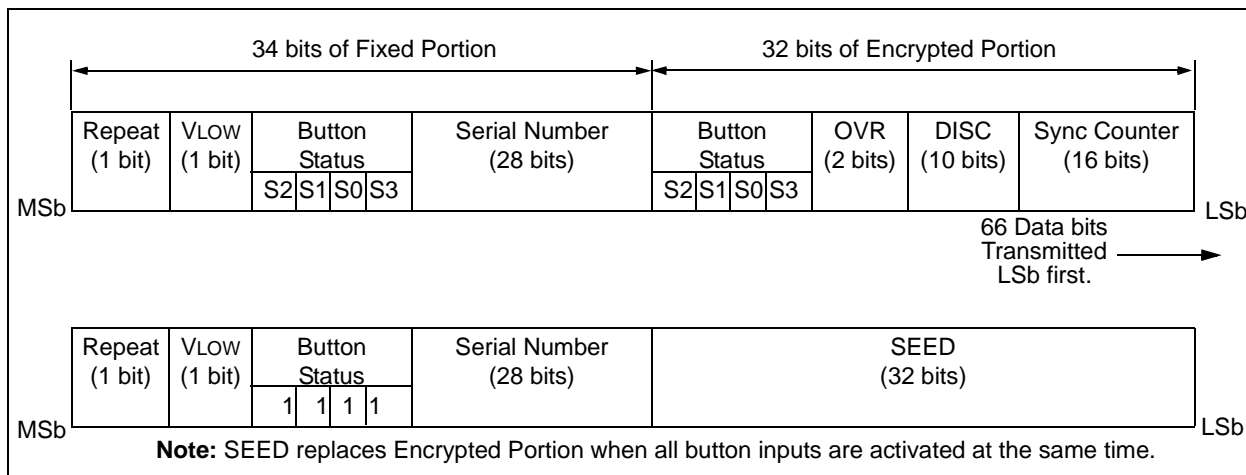 34 bits of Fixed Portion 32 bits of Encrypted Portion
Repeat VLOW Button Serial Number Button OVR DISC Sync Counter
(1 bit) (1 bit) Status (28 bits) Status (2 bits) (10 bits) (16 bits)
S2 S1 S0 S3 S2 S1 S0 S3
MSb LSb
66 Data bits
Transmitted
LSb first.
Repeat VLOW Button Serial Number SEED
(1 bit) (1 bit) Status (28 bits) (32 bits)
1 1 1 1
MSb LSb
Note: SEED replaces Encrypted Portion when all button inputs are activated at the same time.